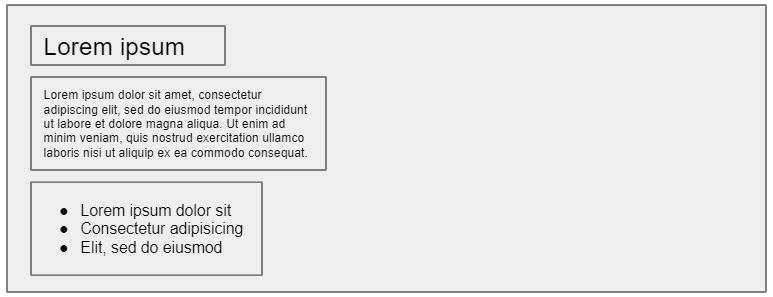 Lorem ipsum
Lorem ipsum dolor sit amet, consectetur
adipiscing elit, sed do eiusmod tempor incididunt
ut labore et dolore magna aliqua. Ut enim ad
minim veniam, quis nostrud exercitation ullamco
laboris nisi ut aliquip ex ea commodo consequat.
● Lorem ipsum dolor sit
● Consectetur adipisicing
● Elit, sed do eiusmod